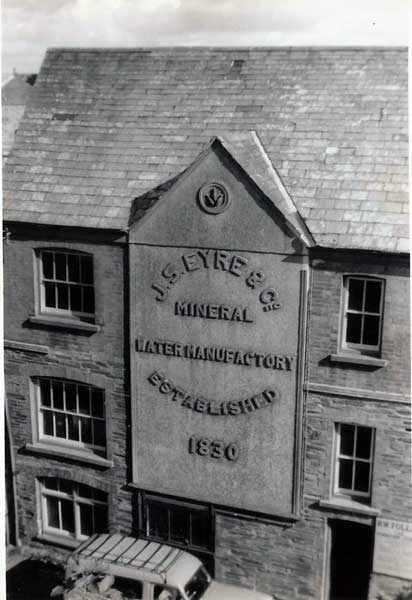 J.S. EYRE & Co.
MINERAL
WATER MANUFACTORY
ESTABLISHED
1830